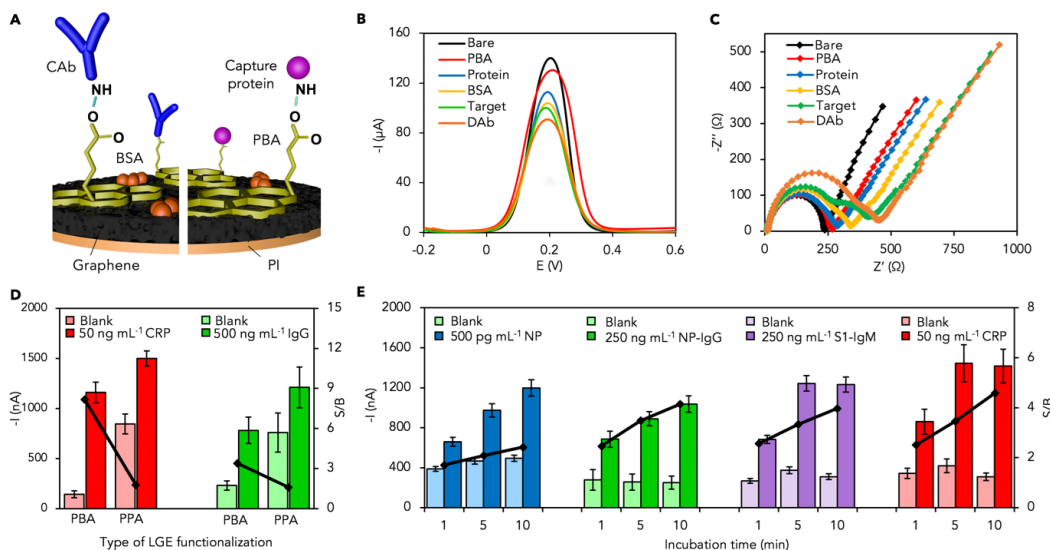 A
CAb
NH
O
O
BSA
Graphene
Capture
protein
NH
O
O
PBA
PI
B
-I (µA)
160
120
80
40
0
-0.2
0
0.2
0.4
0.6
E (V)
Bare
PBA
Protein
BSA
Target
DAb
C
-Z'' (Ω)
500
400
300
200
100
0
0
250
500
750
1000
Z' (Ω)
Bare
PBA
Protein
BSA
Target
DAb
D
-I (nA)
2000
1500
1000
500
0
Blank
50 ng mL-1 CRP
Blank
500 ng mL-1 IgG
15
12
9
6
3
0
S/B
PBA
PPA
PBA
PPA
Type of LGE functionalization
E
-I (nA)
2000
1600
1200
800
400
0
Blank
500 pg mL-1 NP
Blank
250 ng mL-1 NP-IgG
Blank
250 ng mL-1 S1-IgM
Blank
50 ng mL-1 CRP
8
6
4
2
0
S/B
1
5
10
1
5
10
1
5
10
1
5
10
Incubation time (min)